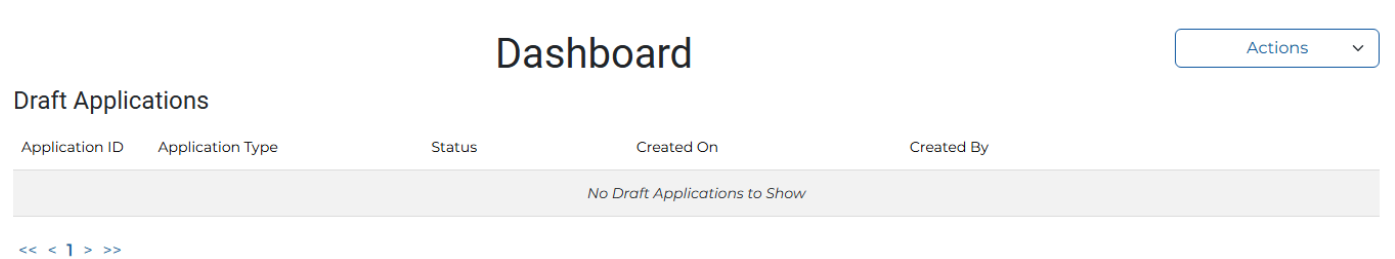 Dashboard
Actions
Draft Applications
Application ID Application Type Status Created On Created By
No Draft Applications to Show
<< < 1 > >>